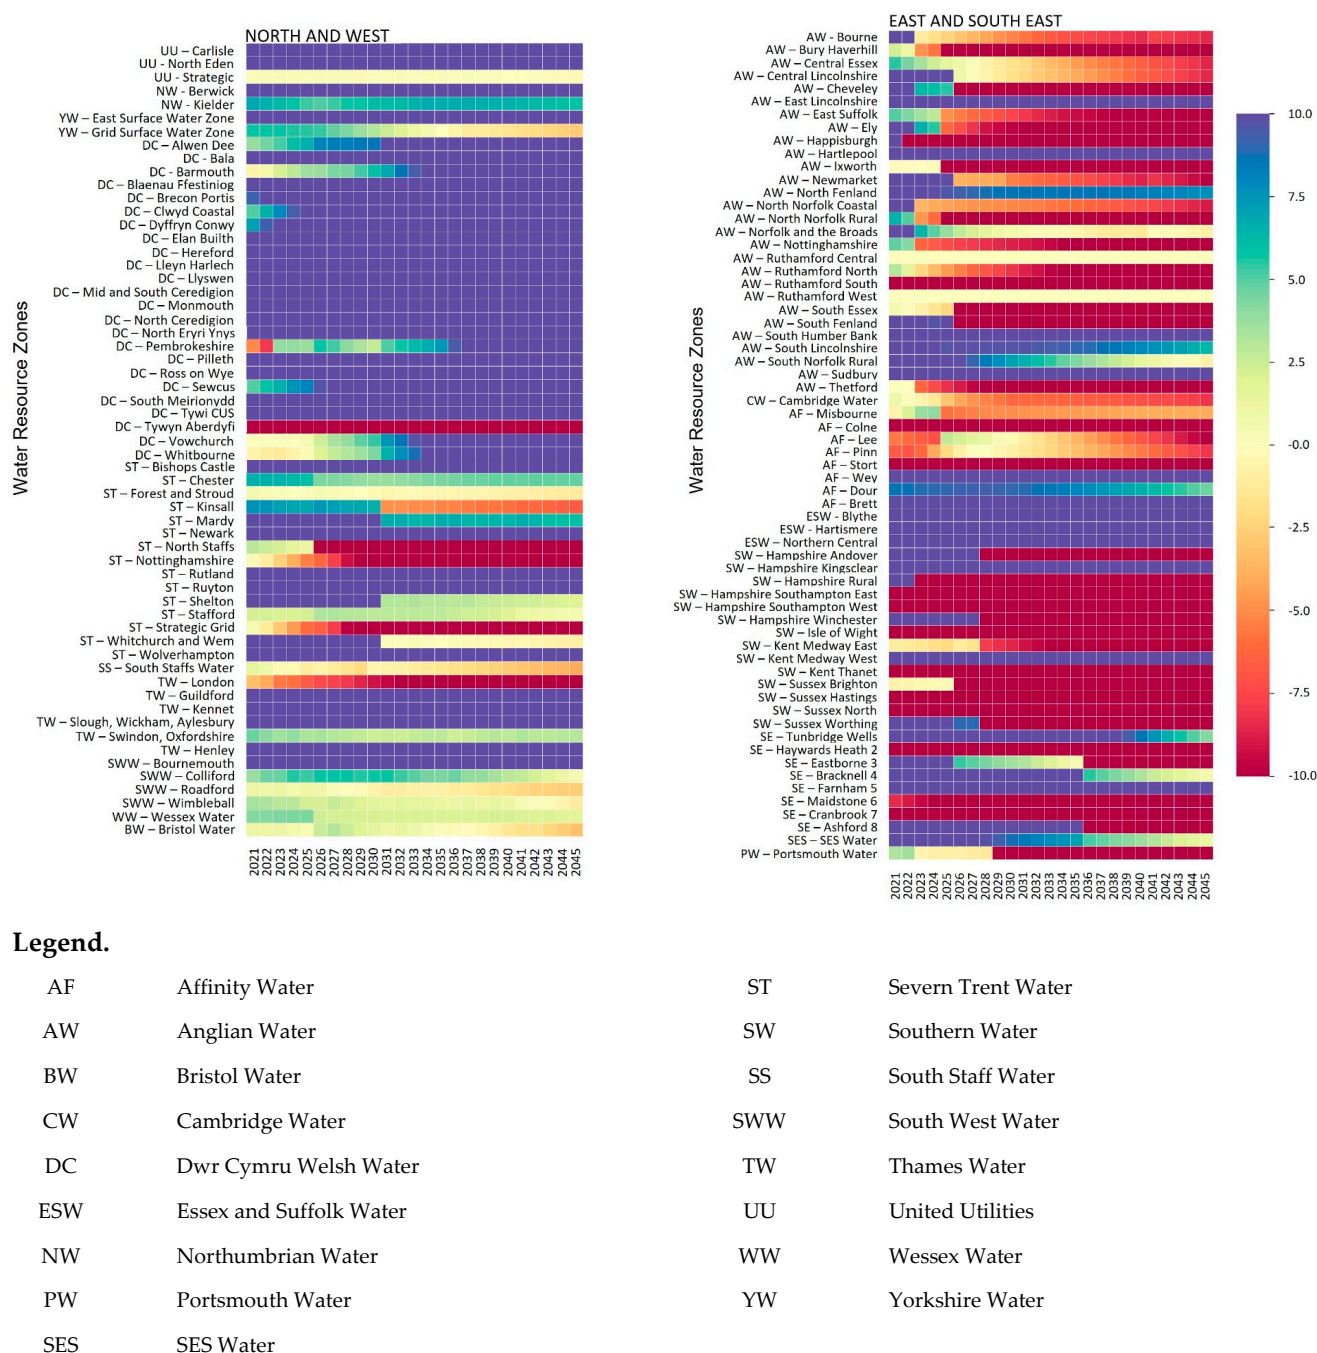 NORTH AND WEST
UU – Carlisle
UU - North Eden
UU - Strategic
NW - Berwick
NW - Kielder
YW – East Surface Water Zone
YW – Grid Surface Water Zone
DC – Alwen Dee
DC - Bala
DC - Barmouth
DC – Blaenau Ffestiniog
DC – Brecon Portis
DC – Clwyd Coastal
DC – Dyffryn Conwy
DC – Elan Builth
DC – Hereford
DC – Lleyn Harlech
DC – Llyswen
DC – Mid and South Ceredigion
DC – Monmouth
DC – North Ceredigion
DC – North Eryri Ynys
DC – Pembrokeshire
DC – Pilleth
DC – Ross on Wye
DC – Sewcus
DC – South Meirionydd
DC – Tywi CUS
DC – Tywyn Aberdyfi
DC – Vowchurch
DC – Whitbourne
ST – Bishops Castle
ST – Chester
ST – Forest and Stroud
ST – Kinsall
ST – Mardy
ST – Newark
ST – North Staffs
ST – Nottinghamshire
ST – Rutland
ST – Ruyton
ST – Shelton
ST – Stafford
ST – Strategic Grid
ST – Whitchurch and Wem
ST – Wolverhampton
SS – South Staffs Water
TW – London
TW – Guildford
TW – Kennet
TW – Slough, Wickham, Aylesbury
TW – Swindon, Oxfordshire
TW – Henley
SWW – Bournemouth
SWW – Colliford
SWW – Roadford
SWW – Wimbleball
WW – Wessex Water
BW – Bristol Water
Water Resource Zones
2021 2022 2023 2024 2025 2026 2027 2028 2029 2030 2031 2032 2033 2034 2035 2036 2037 2038 2039 2040 2041 2042 2043 2044 2045
EAST AND SOUTH EAST
AW - Bourne
AW – Bury Haverhill
AW – Central Essex
AW – Central Lincolnshire
AW – Cheveley
AW – East Lincolnshire
AW – East Suffolk
AW – Ely
AW – Happisburgh
AW – Hartlepool
AW – Ixworth
AW – Newmarket
AW – North Fenland
AW – North Norfolk Coastal
AW – North Norfolk Rural
AW – Norfolk and the Broads
AW – Nottinghamshire
AW – Ruthamford Central
AW – Ruthamford North
AW – Ruthamford South
AW – Ruthamford West
AW – South Essex
AW – South Fenland
AW – South Humber Bank
AW – South Lincolnshire
AW – South Norfolk Rural
AW – Sudbury
AW – Thetford
CW – Cambridge Water
AF – Misbourne
AF – Colne
AF – Lee
AF – Pinn
AF – Stort
AF – Wey
AF – Dour
AF – Brett
ESW - Blythe
ESW - Hartismere
ESW – Northern Central
SW – Hampshire Andover
SW – Hampshire Kingsclear
SW – Hampshire Rural
SW – Hampshire Southampton East
SW – Hampshire Southampton West
SW – Hampshire Winchester
SW – Isle of Wight
SW – Kent Medway East
SW – Kent Medway West
SW – Kent Thanet
SW – Sussex Brighton
SW – Sussex Hastings
SW – Sussex North
SW – Sussex Worthing
SE – Tunbridge Wells
SE – Haywards Heath 2
SE – Eastborne 3
SE – Bracknell 4
SE – Farnham 5
SE – Maidstone 6
SE – Cranbrook 7
SE – Ashford 8
SES – SES Water
PW – Portsmouth Water
Water Resource Zones
2021 2022 2023 2024 2025 2026 2027 2028 2029 2030 2031 2032 2033 2034 2035 2036 2037 2038 2039 2040 2041 2042 2043 2044 2045
10.0
7.5
5.0
2.5
-0.0
-2.5
-5.0
-7.5
-10.0
Legend.
AF Affinity Water
AW Anglian Water
BW Bristol Water
CW Cambridge Water
DC Dwr Cymru Welsh Water
ESW Essex and Suffolk Water
NW Northumbrian Water
PW Portsmouth Water
SES SES Water
ST Severn Trent Water
SW Southern Water
SS South Staff Water
SWW South West Water
TW Thames Water
UU United Utilities
WW Wessex Water
YW Yorkshire Water